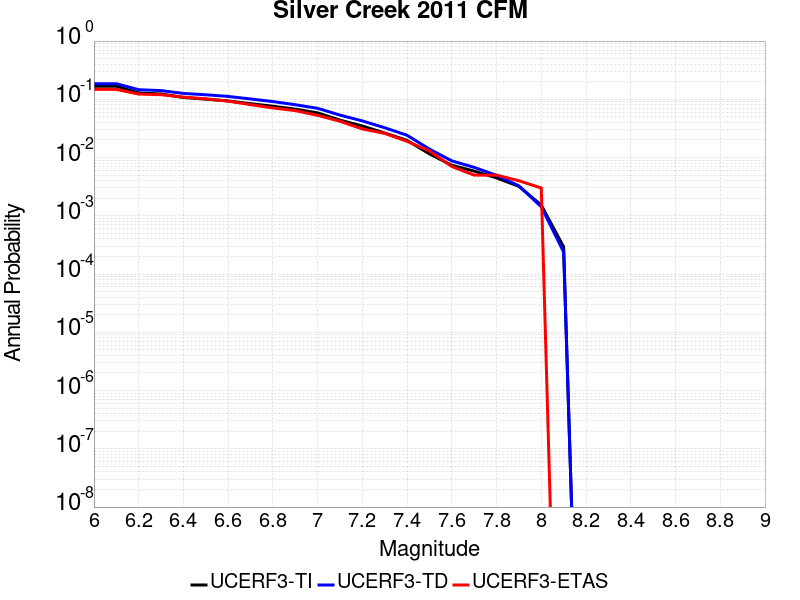 Silver Creek 2011 CFM
10^0
10^-1
10^-2
10^-3
10^-4
10^-5
10^-6
10^-7
10^-8
Annual Probability
6 6.2 6.4 6.6 6.8 7 7.2 7.4 7.6 7.8 8 8.2 8.4 8.6 8.8 9
Magnitude
UCERF3-TI UCERF3-TD UCERF3-ETAS